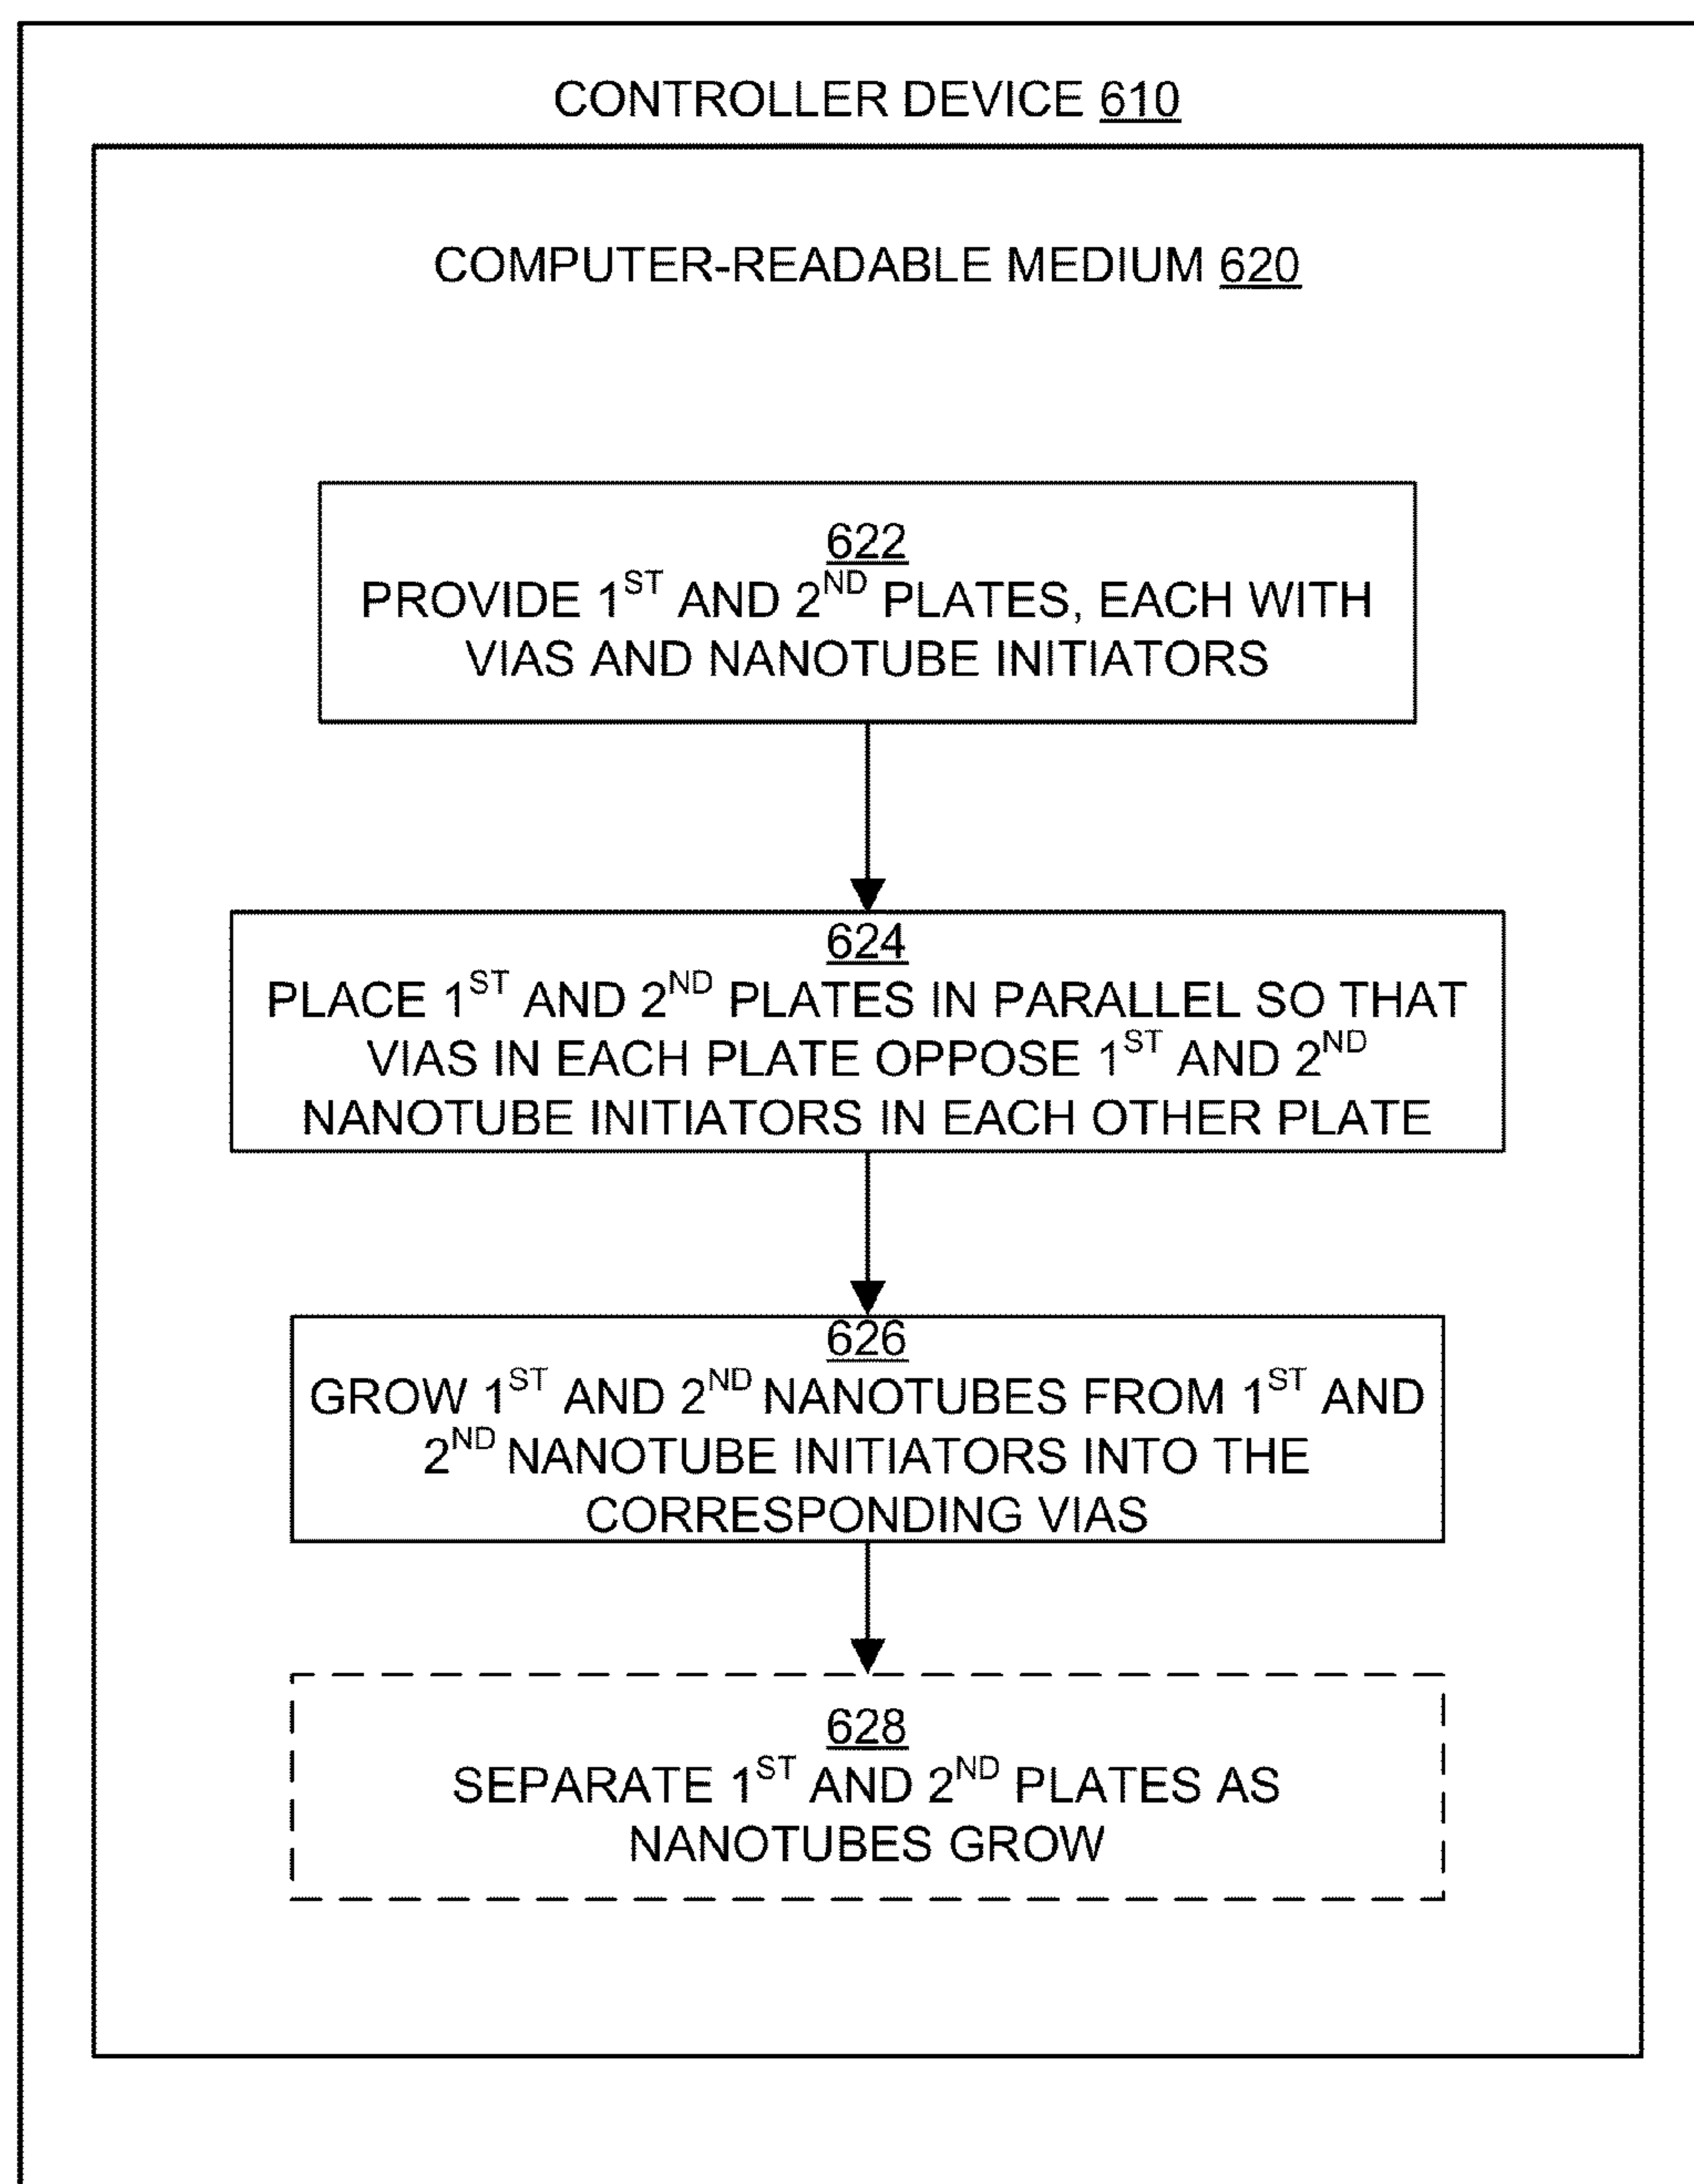 CONTROLLER DEVICE 610
COMPUTER-READABLE MEDIUM 620
622
PROVIDE 1ST AND 2ND PLATES, EACH WITH
VIAS AND NANOTUBE INITIATORS
624
PLACE 1ST AND 2ND PLATES IN PARALLEL SO THAT
VIAS IN EACH PLATE OPPOSE 1ST AND 2ND
NANOTUBE INITIATORS IN EACH OTHER PLATE
626
GROW 1ST AND 2ND NANOTUBES FROM 1ST AND
2ND NANOTUBE INITIATORS INTO THE
CORRESPONDING VIAS
628
SEPARATE 1ST AND 2ND PLATES AS
NANOTUBES GROW